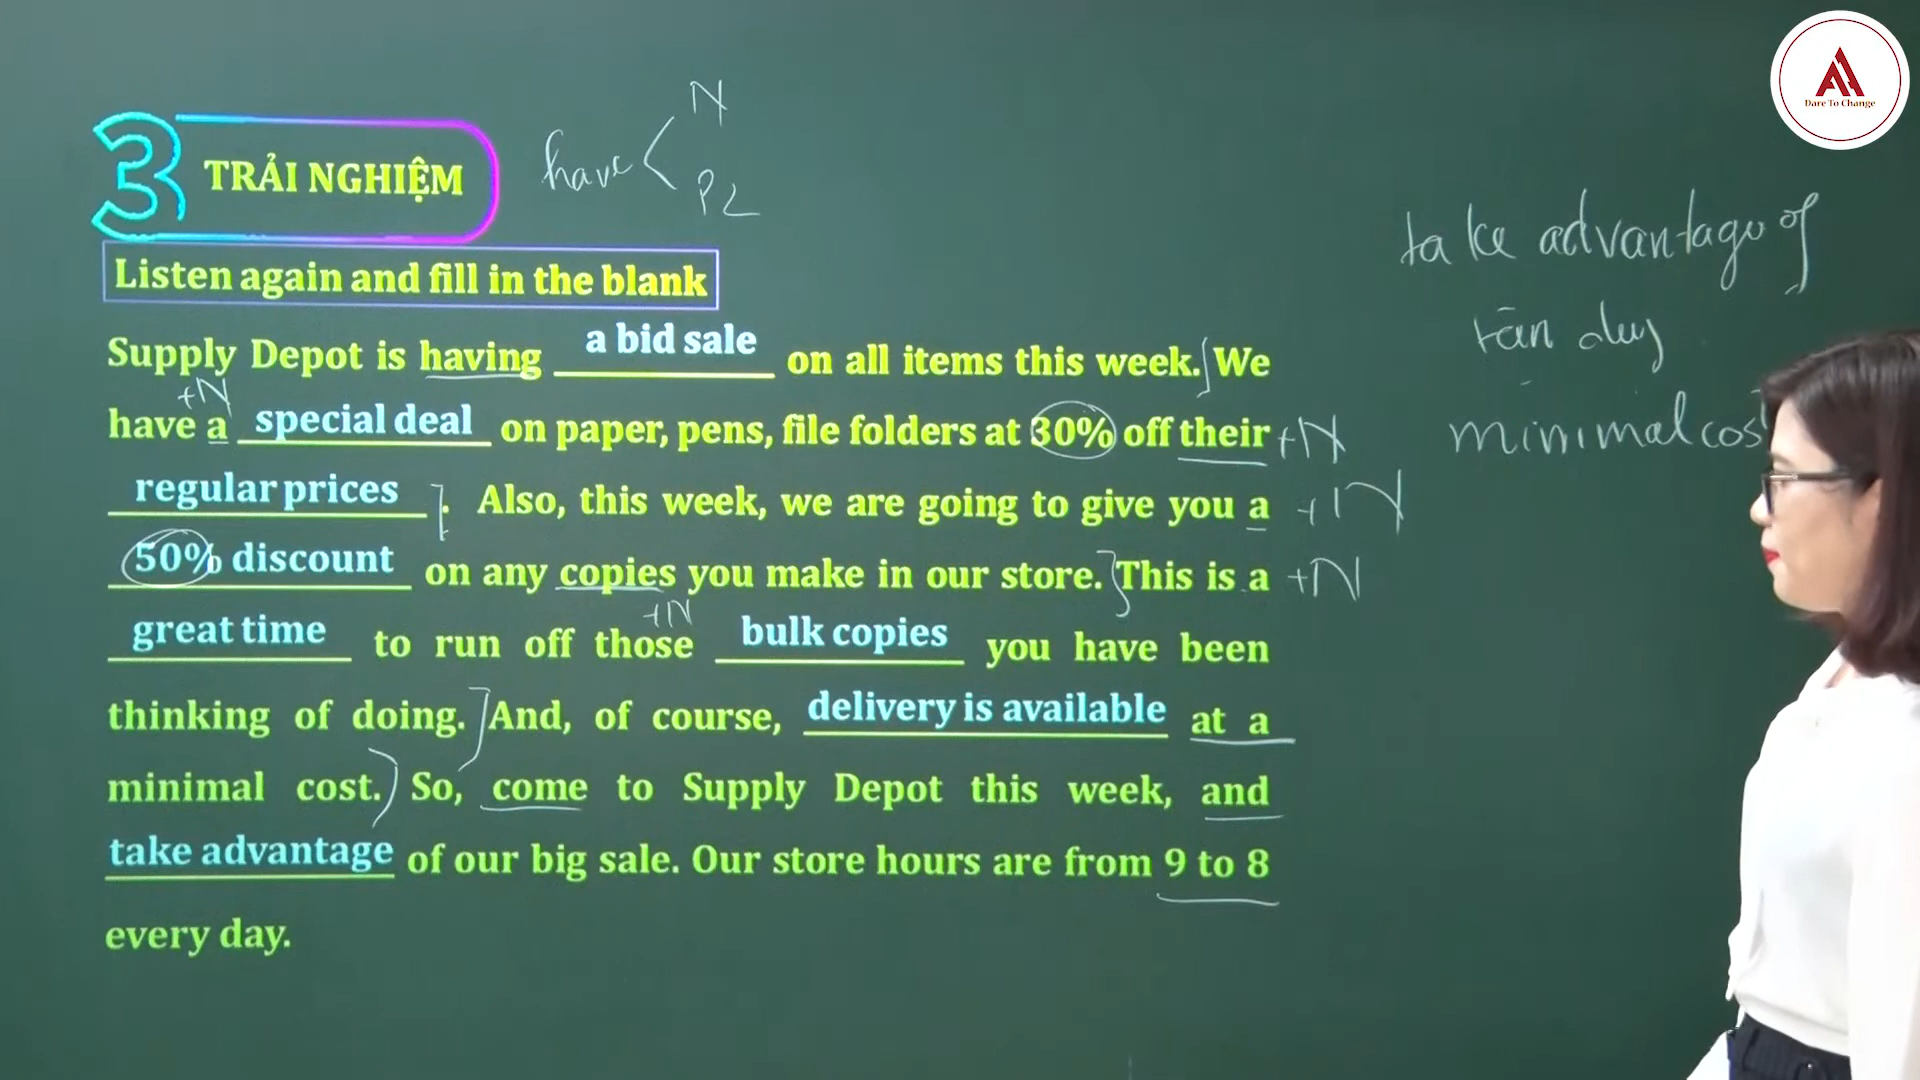 Dare To Change
3 TRẢI NGHIỆM
have < N
P2
Listen again and fill in the blank
Supply Depot is having a bid sale on all items this week. We
+N
have a special deal on paper, pens, file folders at 30% off their +N
regular prices . Also, this week, we are going to give you a +N
50% discount on any copies you make in our store. This is a +N
+N
great time to run off those bulk copies you have been
thinking of doing. And, of course, delivery is available at a
minimal cost. So, come to Supply Depot this week, and
take advantage of our big sale. Our store hours are from 9 to 8
every day.
take advantage of
minimal